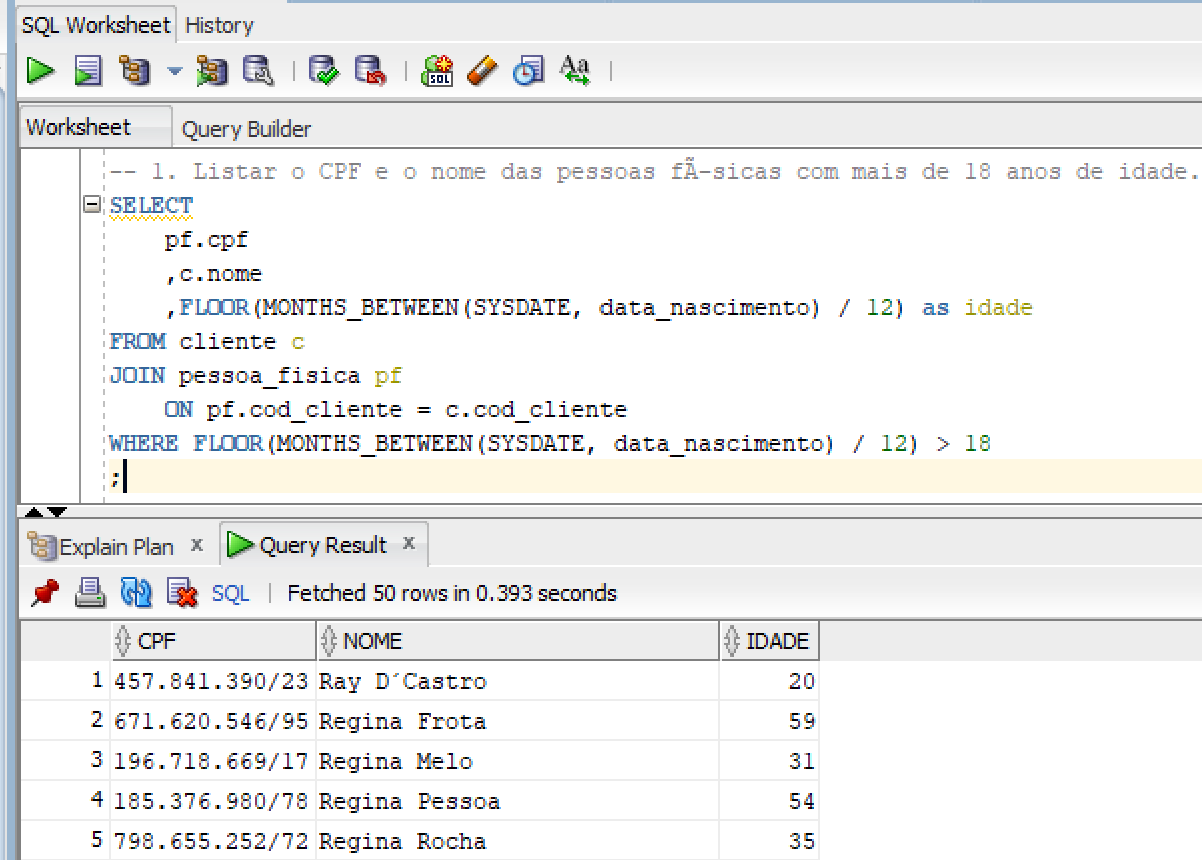 SQL Worksheet History
Worksheet Query Builder
-- 1. Listar o CPF e o nome das pessoas fÃ-sicas com mais de 18 anos de idade.
SELECT
pf.cpf
,c.nome
,FLOOR(MONTHS_BETWEEN(SYSDATE, data_nascimento) / 12) as idade
FROM cliente c
JOIN pessoa_fisica pf
ON pf.cod_cliente = c.cod_cliente
WHERE FLOOR(MONTHS_BETWEEN(SYSDATE, data_nascimento) / 12) > 18
;
Explain Plan x Query Result x
SQL | Fetched 50 rows in 0.393 seconds
CPF NOME IDADE
1 457.841.390/23 Ray D´Castro 20
2 671.620.546/95 Regina Frota 59
3 196.718.669/17 Regina Melo 31
4 185.376.980/78 Regina Pessoa 54
5 798.655.252/72 Regina Rocha 35